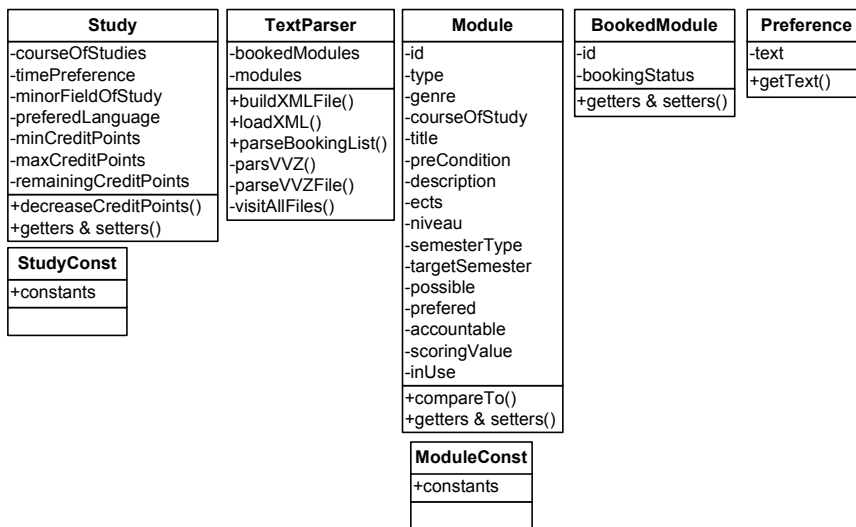 Study
-courseOfStudies
-timePreference
-minorFieldOfStudy
-preferedLanguage
-minCreditPoints
-maxCreditPoints
-remainingCreditPoints
+decreaseCreditPoints()
+getters & setters()
StudyConst
+constants
TextParser
-bookedModules
-modules
+buildXMLFile()
+loadXML()
+parseBookingList()
-parsVVZ()
-parseVVZFile()
-visitAllFiles()
Module
-id
-type
-genre
-courseOfStudy
-title
-preCondition
-description
-ects
-niveau
-semesterType
-targetSemester
-possible
-prefered
-accountable
-scoringValue
-inUse
+compareTo()
+getters & setters()
ModuleConst
+constants
BookedModule
-id
-bookingStatus
+getters & setters()
Preference
-text
+getText()